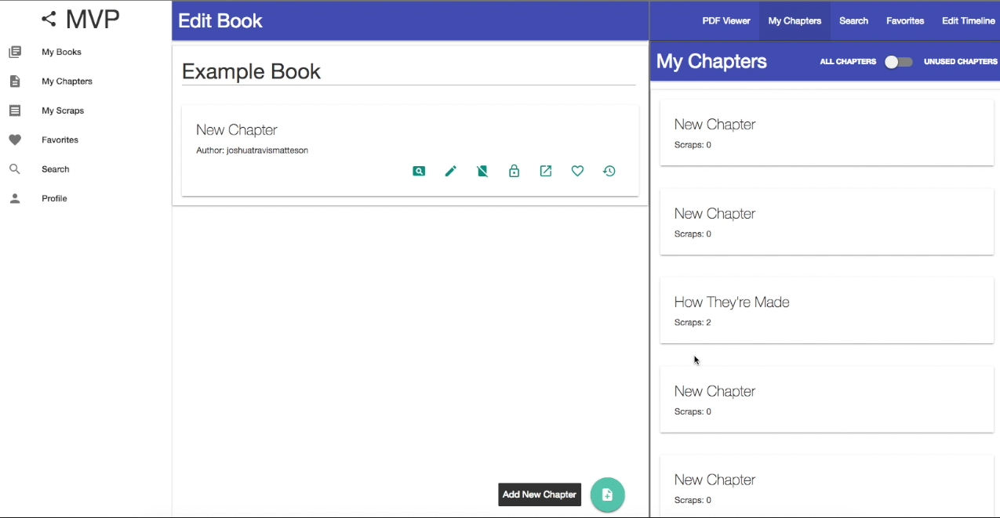 MVP
My Books
My Chapters
My Scraps
Favorites
Search
Profile
Edit Book
Example Book
New Chapter
Author: joshuatravismatteson
Add New Chapter
PDF Viewer My Chapters Search Favorites Edit Timeline
My Chapters ALL CHAPTERS UNUSED CHAPTERS
New Chapter
Scraps: 0
New Chapter
Scraps: 0
How They're Made
Scraps: 2
New Chapter
Scraps: 0
New Chapter
Scraps: 0